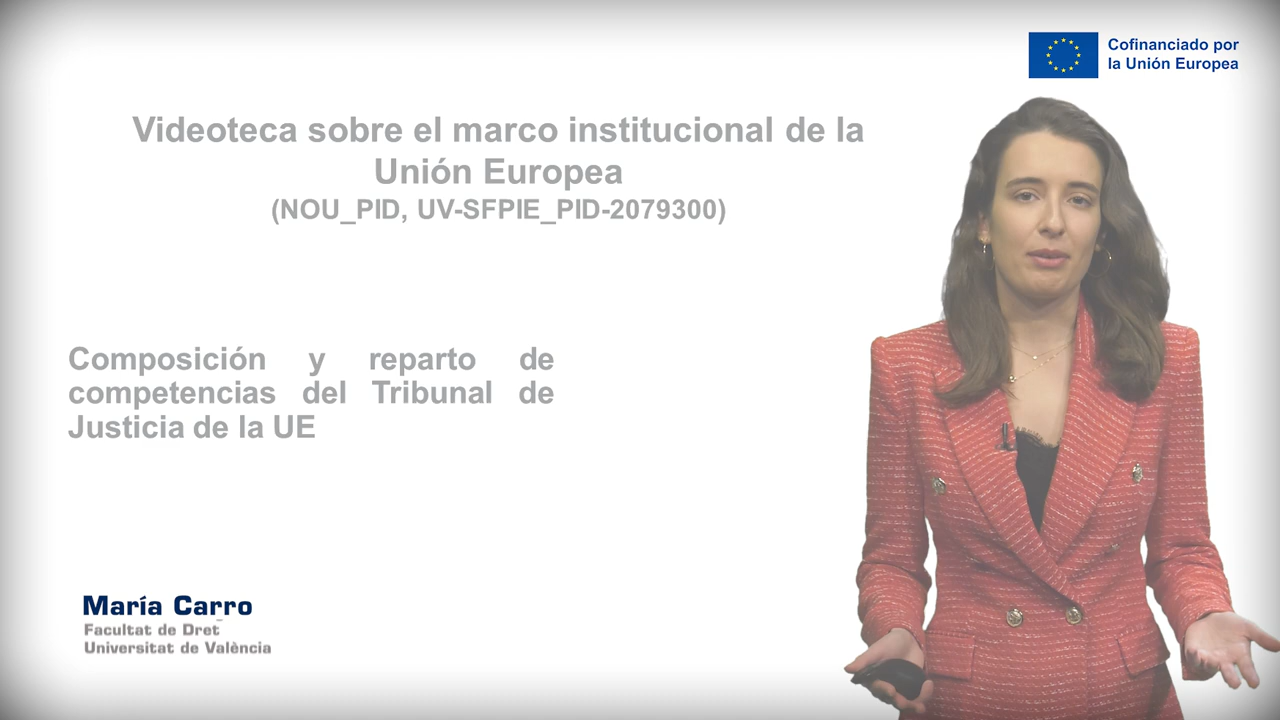 Cofinanciado por
la Unión Europea
Videoteca sobre el marco institucional de la
Unión Europea
(NOU_PID, UV-SFPIE_PID-2079300)
Composición y reparto de
competencias del Tribunal de
Justicia de la UE
María Carro
Facultat de Dret
Universitat de València